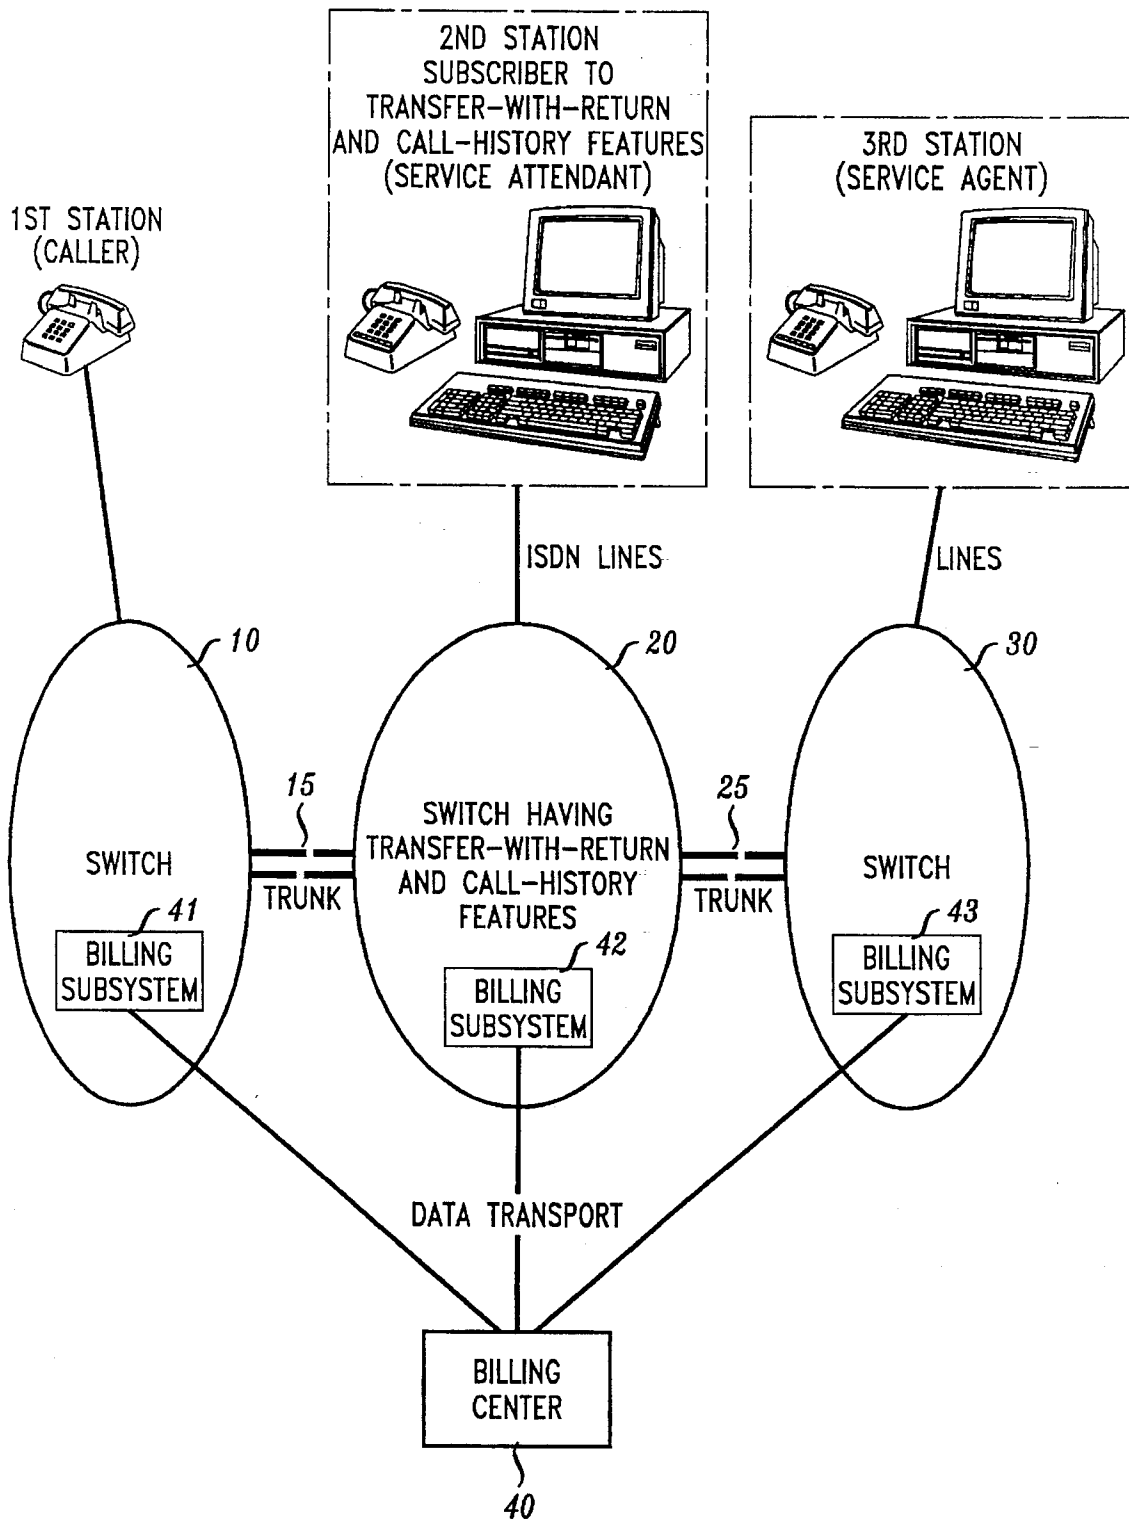 2ND STATION
SUBSCRIBER TO
TRANSFER-WITH-RETURN
AND CALL-HISTORY FEATURES
(SERVICE ATTENDANT)
3RD STATION
(SERVICE AGENT)
1ST STATION
(CALLER)
ISDN LINES
LINES
10
20
30
15
25
SWITCH
TRUNK
SWITCH HAVING
TRANSFER-WITH-RETURN
AND CALL-HISTORY
FEATURES
TRUNK
SWITCH
41
BILLING
SUBSYSTEM
42
BILLING
SUBSYSTEM
43
BILLING
SUBSYSTEM
DATA TRANSPORT
BILLING
CENTER
40